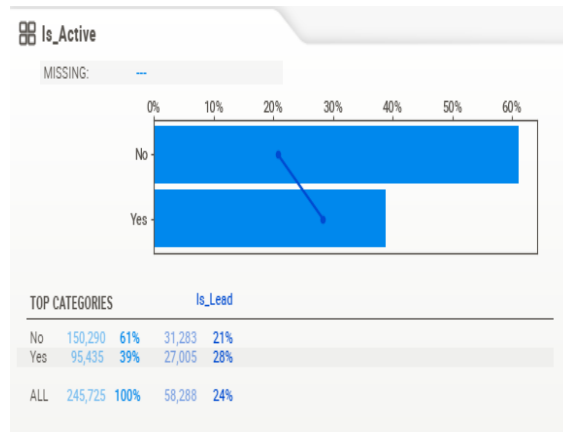 Is_Active
MISSING: ---
0% 10% 20% 30% 40% 50% 60%
No
Yes
TOP CATEGORIES Is_Lead
No 150,290 61% 31,283 21%
Yes 95,435 39% 27,005 28%
ALL 245,725 100% 58,288 24%